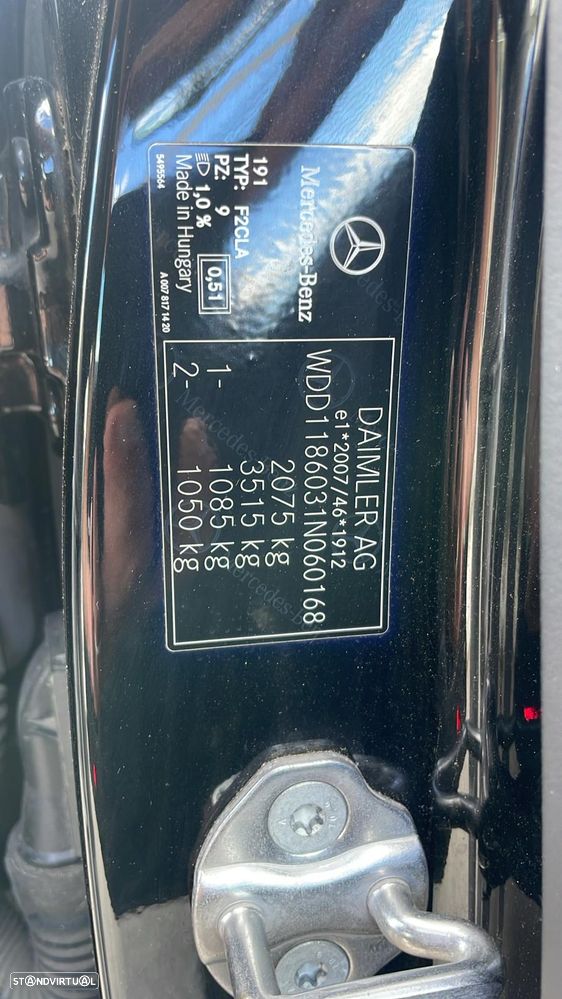 Mercedes-Benz
191
TYP: F2CLA
PZ: 9
1,0 % 0,51
Made in Hungary
5495564 A 007 817 14 20
DAIMLER AG
e1*2007/46*1912
WDD1186031N060168
2075 kg
3515 kg
1- 1085 kg
2- 1050 kg
STANDVIRTUAL